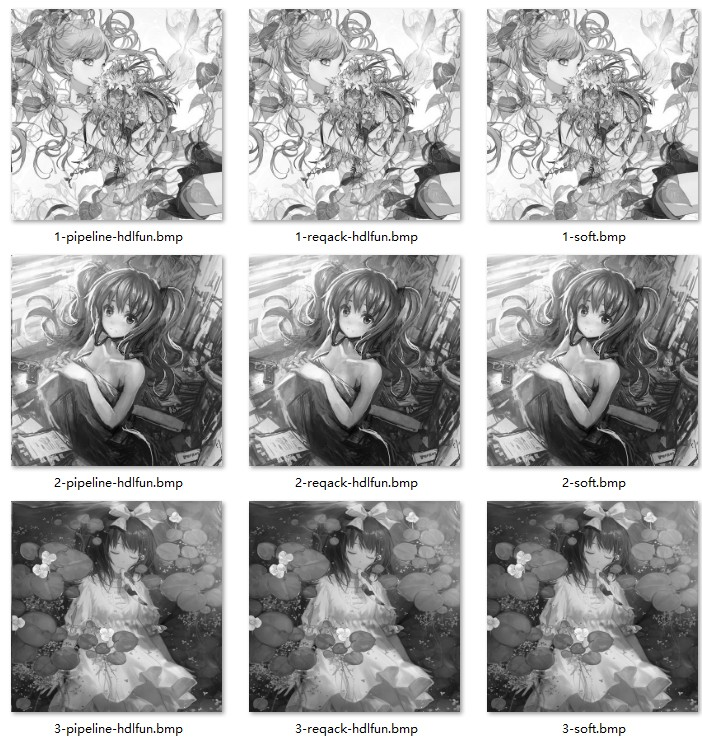 1-pipeline-hdlfun.bmp
1-reqack-hdlfun.bmp
1-soft.bmp
2-pipeline-hdlfun.bmp
2-reqack-hdlfun.bmp
2-soft.bmp
3-pipeline-hdlfun.bmp
3-reqack-hdlfun.bmp
3-soft.bmp